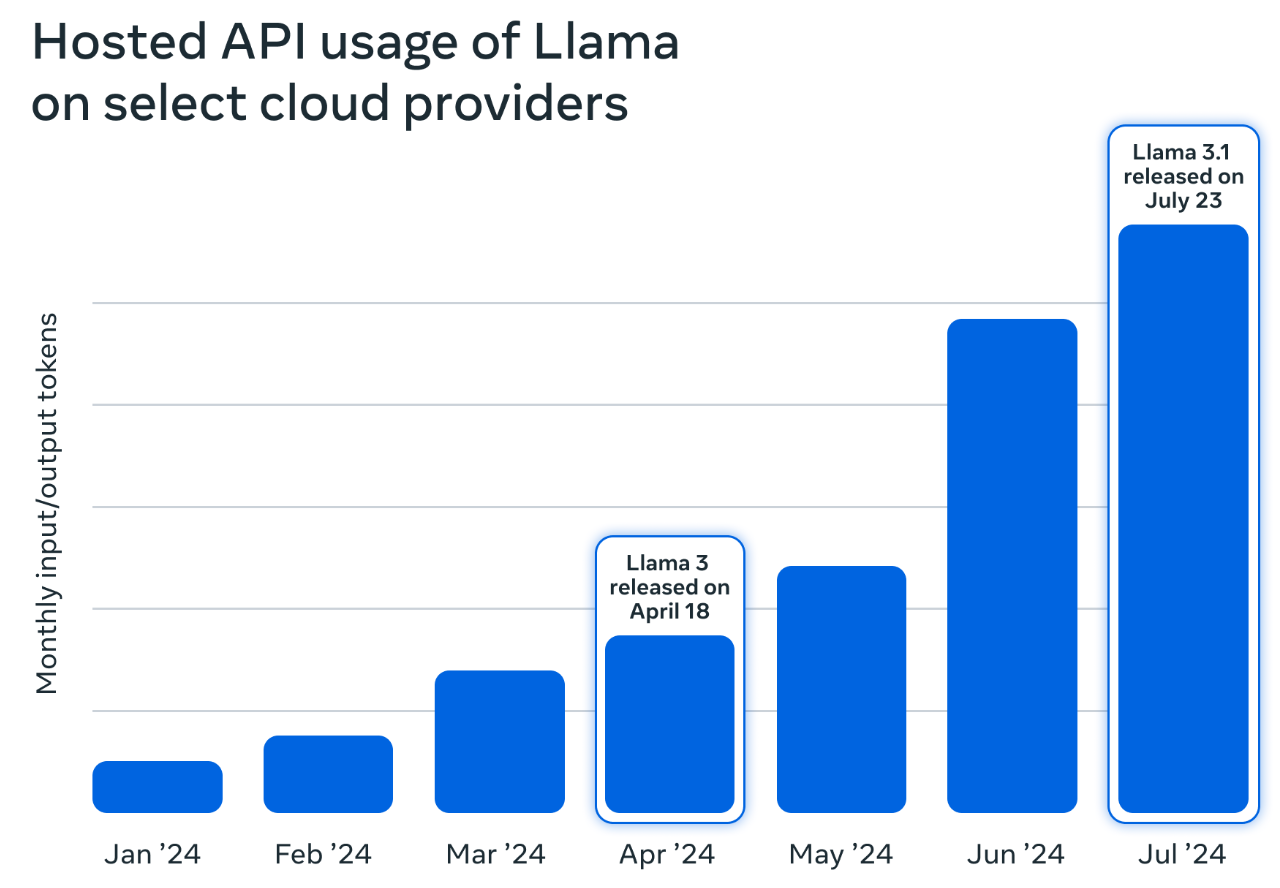 Hosted API usage of Llama
on select cloud providers
Monthly input/output tokens
Llama 3
released on
April 18
Llama 3.1
released on
July 23
Jan ’24
Feb ’24
Mar ’24
Apr ’24
May ’24
Jun ’24
Jul ’24